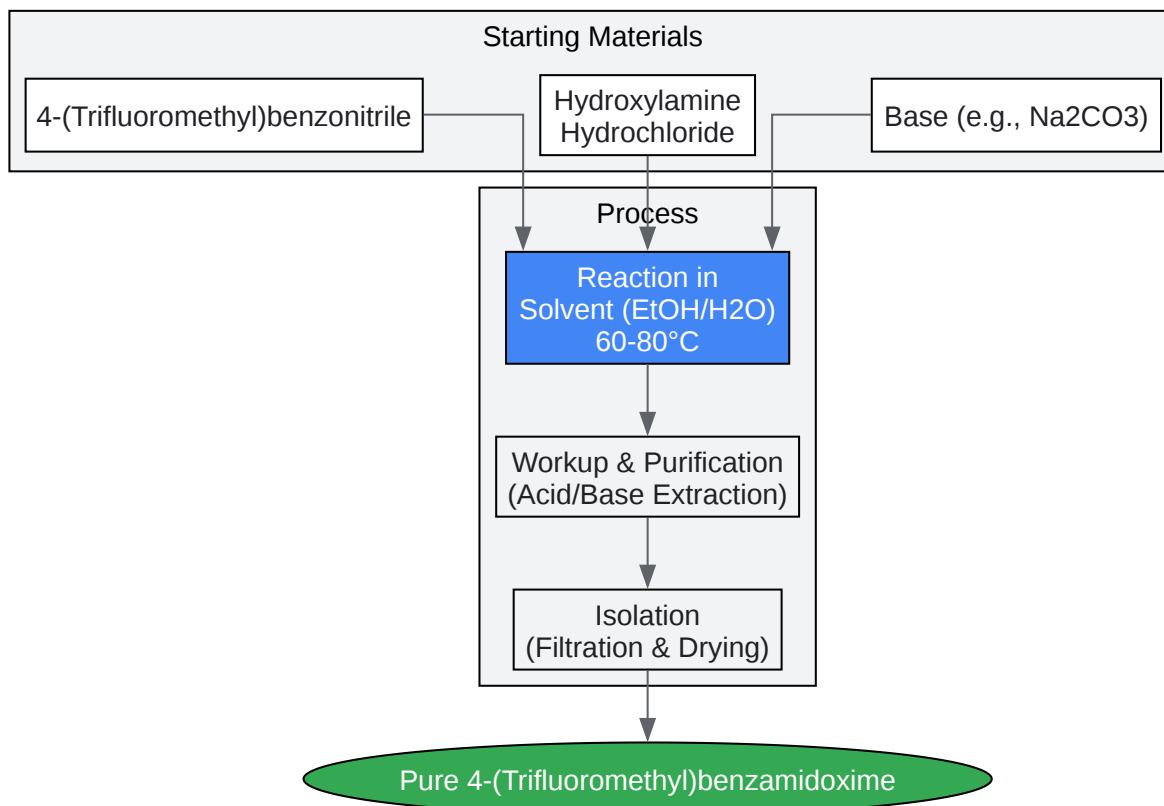 Starting Materials
4-(Trifluoromethyl)benzonitrile
Hydroxylamine
Hydrochloride
Base (e.g., Na2CO3)
Process
Reaction in
Solvent (EtOH/H2O)
60-80°C
Workup & Purification
(Acid/Base Extraction)
Isolation
(Filtration & Drying)
Pure 4-(Trifluoromethyl)benzamidoxime